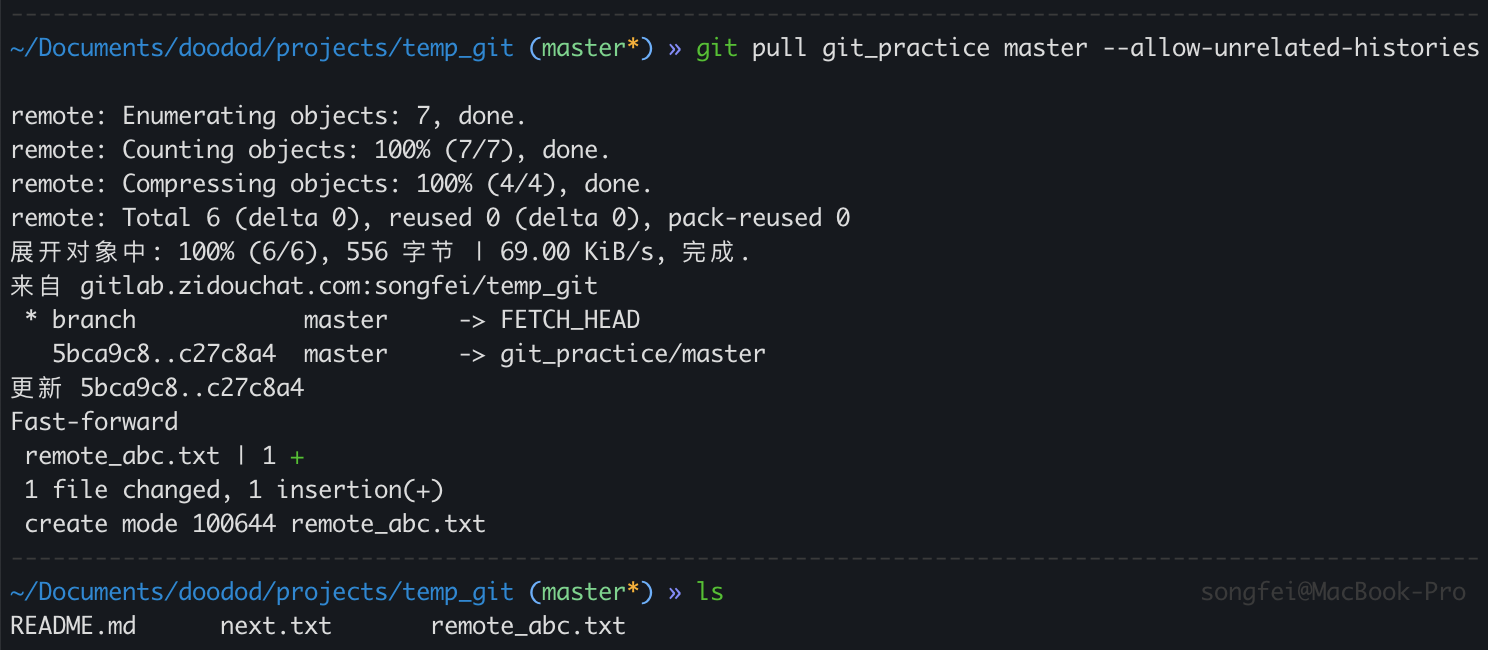 ~/Documents/doodod/projects/temp_git (master*) » git pull git_practice master --allow-unrelated-histories
remote: Enumerating objects: 7, done.
remote: Counting objects: 100% (7/7), done.
remote: Compressing objects: 100% (4/4), done.
remote: Total 6 (delta 0), reused 0 (delta 0), pack-reused 0
展开对象中: 100% (6/6), 556 字节 | 69.00 KiB/s, 完成.
来自 gitlab.zidouchat.com:songfei/temp_git
 * branch            master     -> FETCH_HEAD
   5bca9c8..c27c8a4  master     -> git_practice/master
更新 5bca9c8..c27c8a4
Fast-forward
 remote_abc.txt | 1 +
 1 file changed, 1 insertion(+)
 create mode 100644 remote_abc.txt
~/Documents/doodod/projects/temp_git (master*) » ls songfei@MacBook-Pro
README.md      next.txt       remote_abc.txt